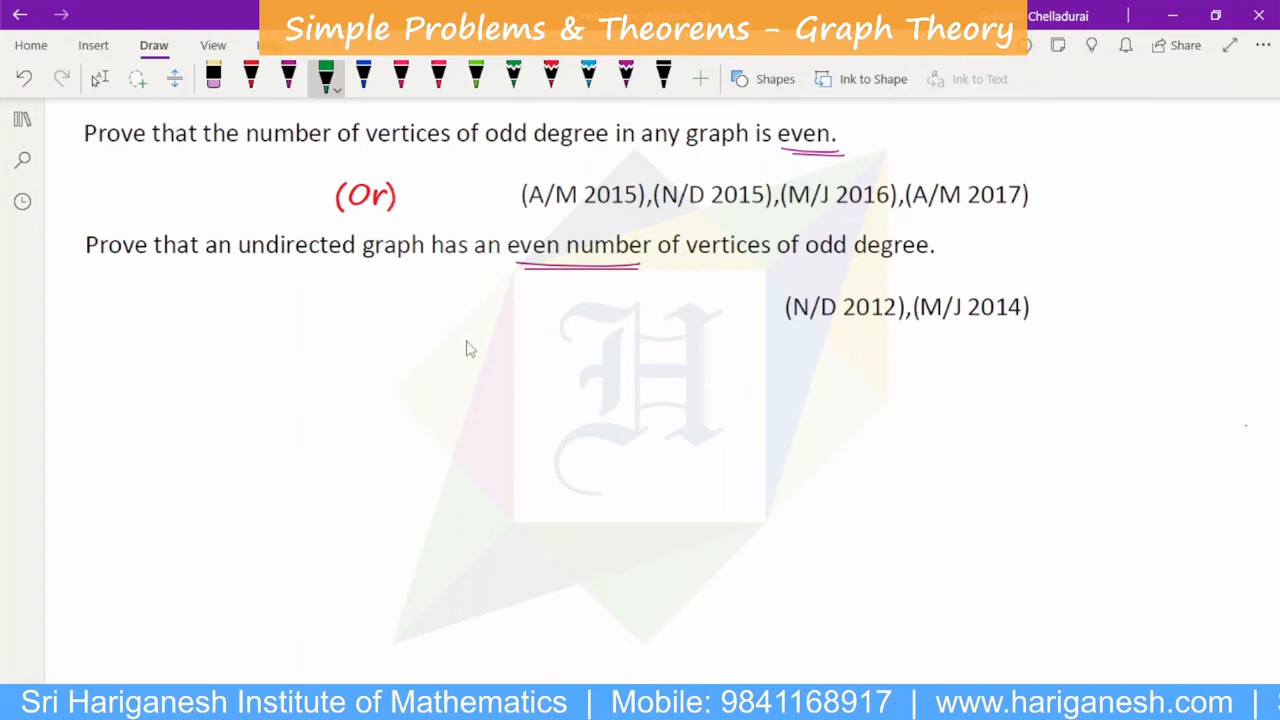 Simple Problems & Theorems - Graph Theory
Chelladurai
Home Insert Draw View
Share
Shapes Ink to Shape Ink to Text
Prove that the number of vertices of odd degree in any graph is even.
(Or) (A/M 2015),(N/D 2015),(M/J 2016),(A/M 2017)
Prove that an undirected graph has an even number of vertices of odd degree.
(N/D 2012),(M/J 2014)
H
Sri Hariganesh Institute of Mathematics | Mobile: 9841168917 | www.hariganesh.com |